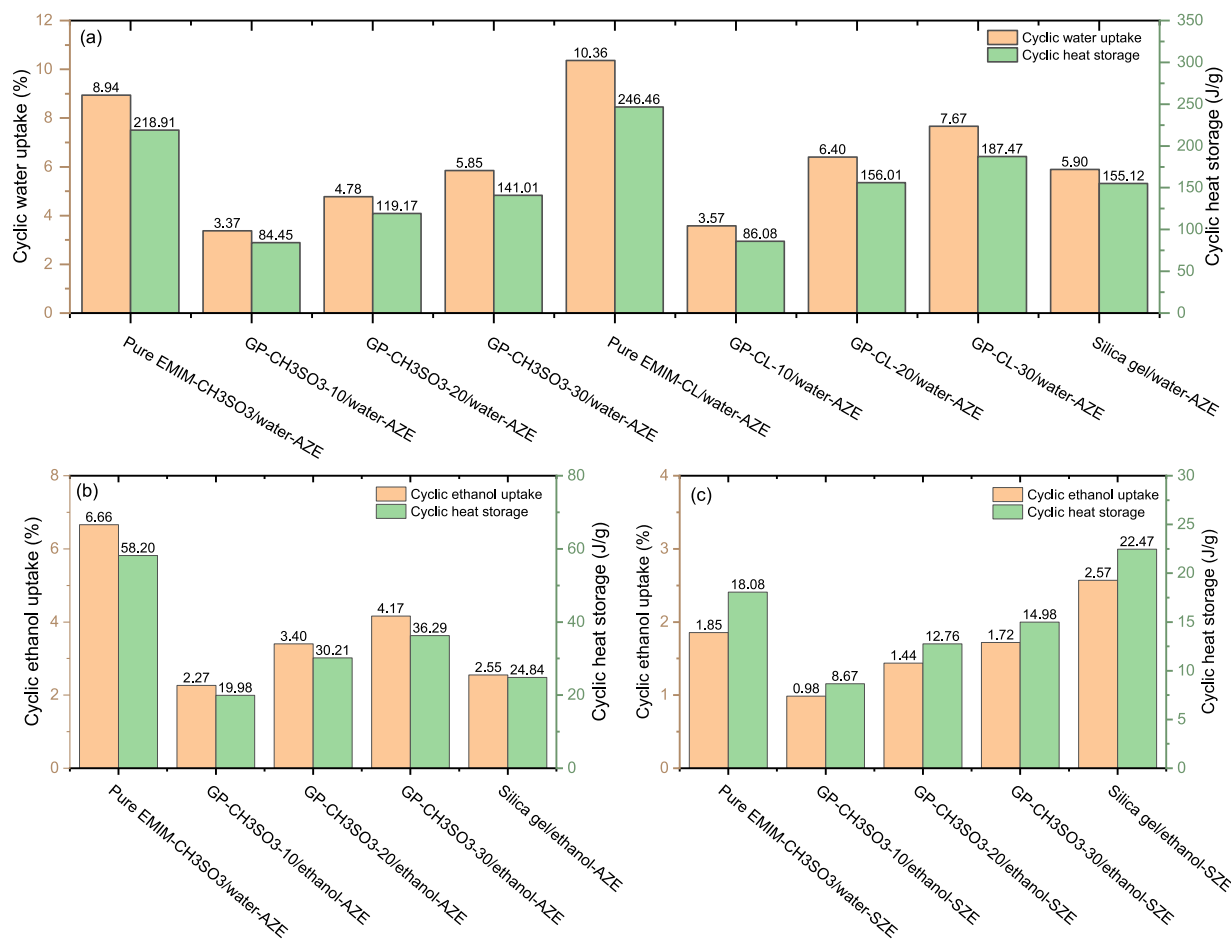 (a)
Cyclic water uptake
Cyclic heat storage
Cyclic water uptake (%)
Cyclic heat storage (J/g)
12
10
8
6
4
2
0
350
300
250
200
150
100
50
0
8.94
218.91
3.37
84.45
4.78
119.17
5.85
141.01
10.36
246.46
3.57
86.08
6.40
156.01
7.67
187.47
5.90
155.12
Pure EMIM-CH3SO3/water-AZE
GP-CH3SO3-10/water-AZE
GP-CH3SO3-20/water-AZE
GP-CH3SO3-30/water-AZE
Pure EMIM-CL/water-AZE
GP-CL-10/water-AZE
GP-CL-20/water-AZE
GP-CL-30/water-AZE
Silica gel/water-AZE
(b)
Cyclic ethanol uptake
Cyclic heat storage
Cyclic ethanol uptake (%)
Cyclic heat storage (J/g)
8
6
4
2
0
80
60
40
20
0
6.66
58.20
2.27
19.98
3.40
30.21
4.17
36.29
2.55
24.84
Pure EMIM-CH3SO3/water-AZE
GP-CH3SO3-10/ethanol-AZE
GP-CH3SO3-20/ethanol-AZE
GP-CH3SO3-30/ethanol-AZE
Silica gel/ethanol-AZE
(c)
Cyclic ethanol uptake
Cyclic heat storage
Cyclic ethanol uptake (%)
Cyclic heat storage (J/g)
4
3
2
1
0
30
25
20
15
10
5
0
1.85
18.08
0.98
8.67
1.44
12.76
1.72
14.98
2.57
22.47
Pure EMIM-CH3SO3/water-SZE
GP-CH3SO3-10/ethanol-SZE
GP-CH3SO3-20/ethanol-SZE
GP-CH3SO3-30/ethanol-SZE
Silica gel/ethanol-SZE